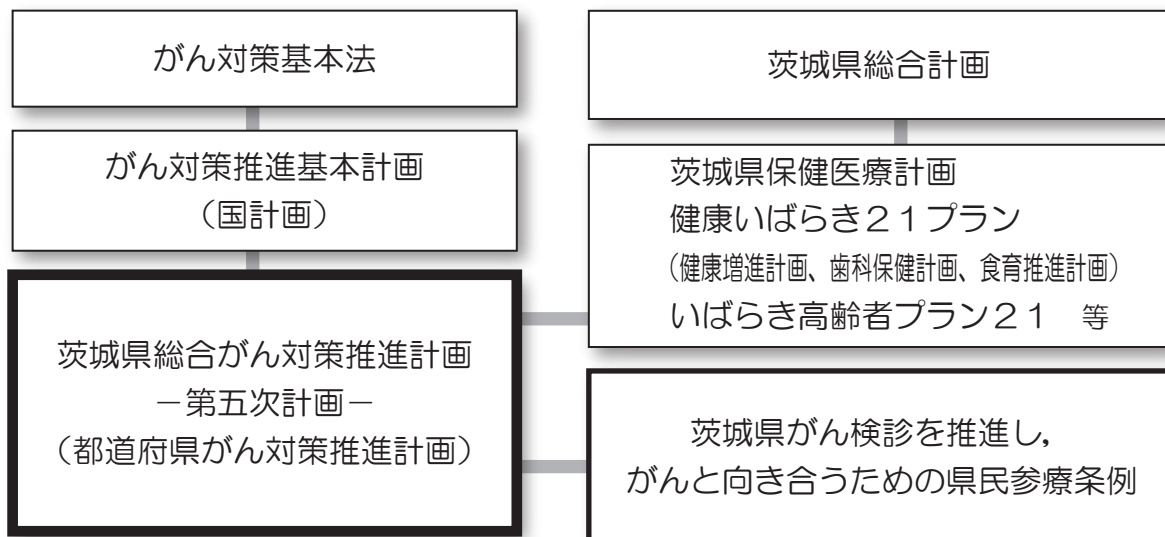 がん対策基本法
がん対策推進基本計画
（国計画）
茨城県総合がん対策推進計画
－第五次計画－
（都道府県がん対策推進計画）
茨城県総合計画
茨城県保健医療計画
健康いばらき２１プラン
（健康増進計画、歯科保健計画、食育推進計画）
いばらき高齢者プラン２１　等
茨城県がん検診を推進し，
がんと向き合うための県民参療条例